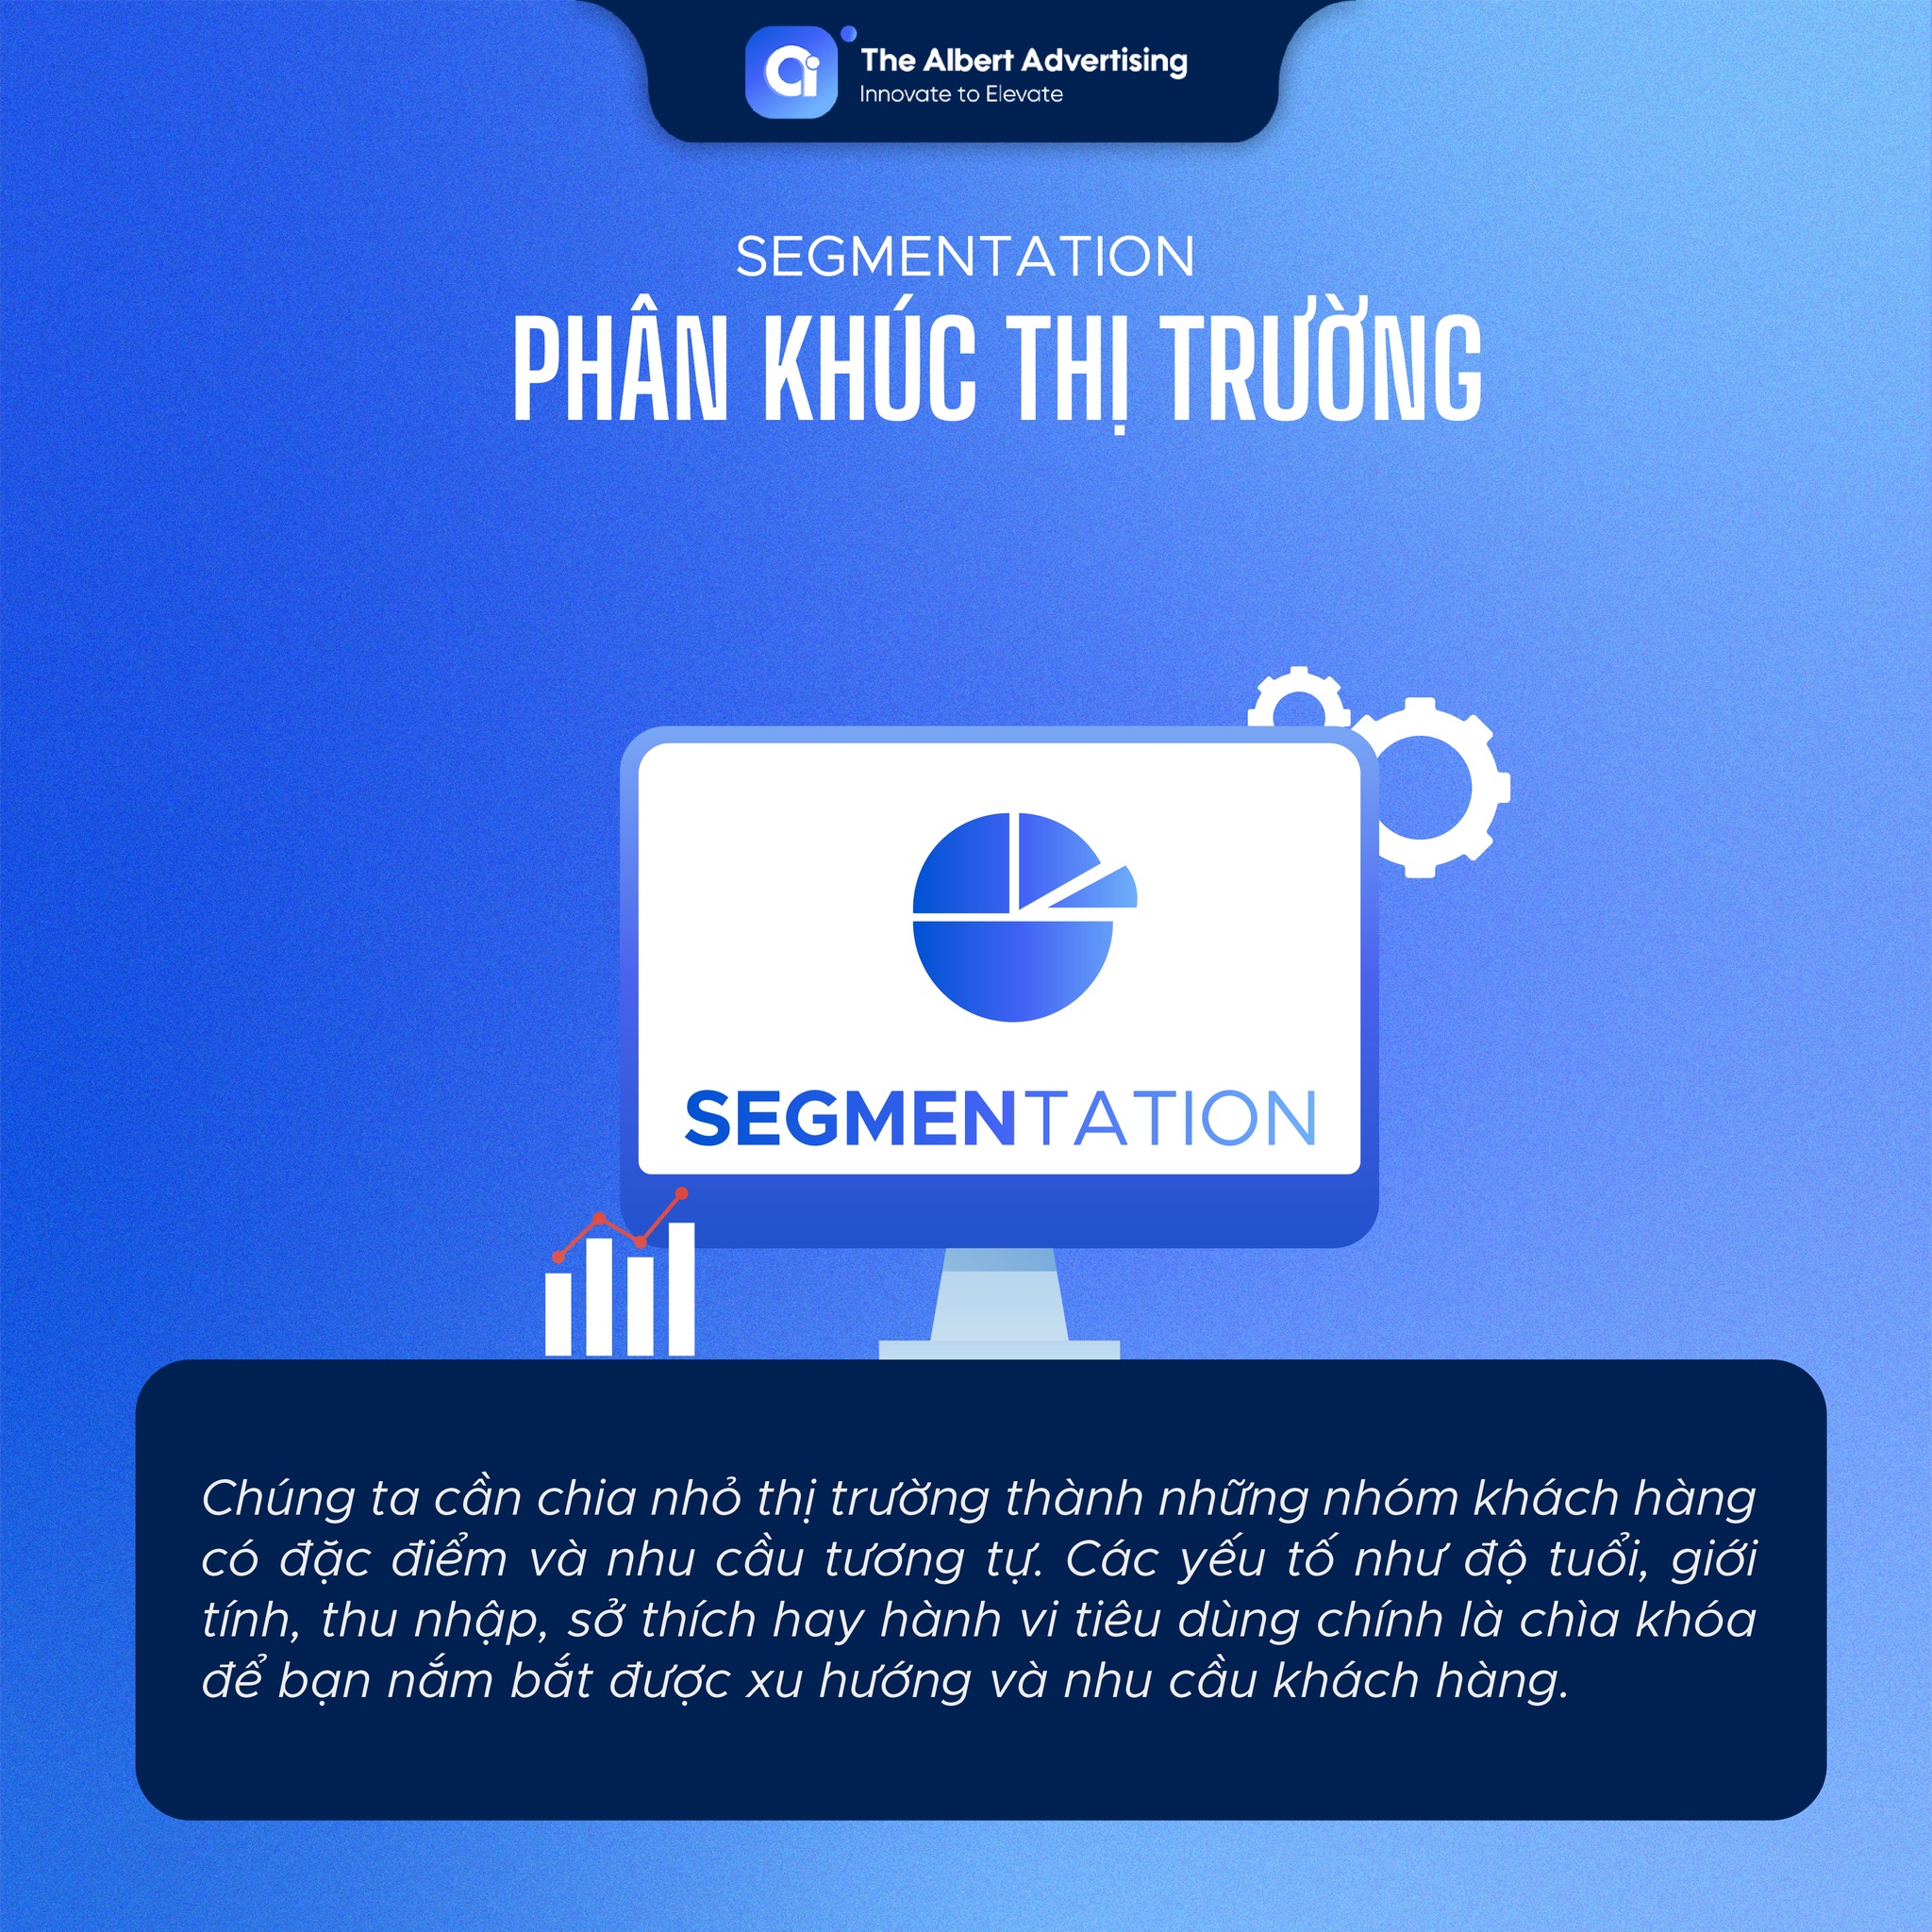 The Albert Advertising
Innovate to Elevate
SEGMENTATION
PHÂN KHÚC THỊ TRƯỜNG
SEGMENTATION
Chúng ta cần chia nhỏ thị trường thành những nhóm khách hàng
có đặc điểm và nhu cầu tương tự. Các yếu tố như độ tuổi, giới
tính, thu nhập, sở thích hay hành vi tiêu dùng chính là chìa khóa
để bạn nắm bắt được xu hướng và nhu cầu khách hàng.